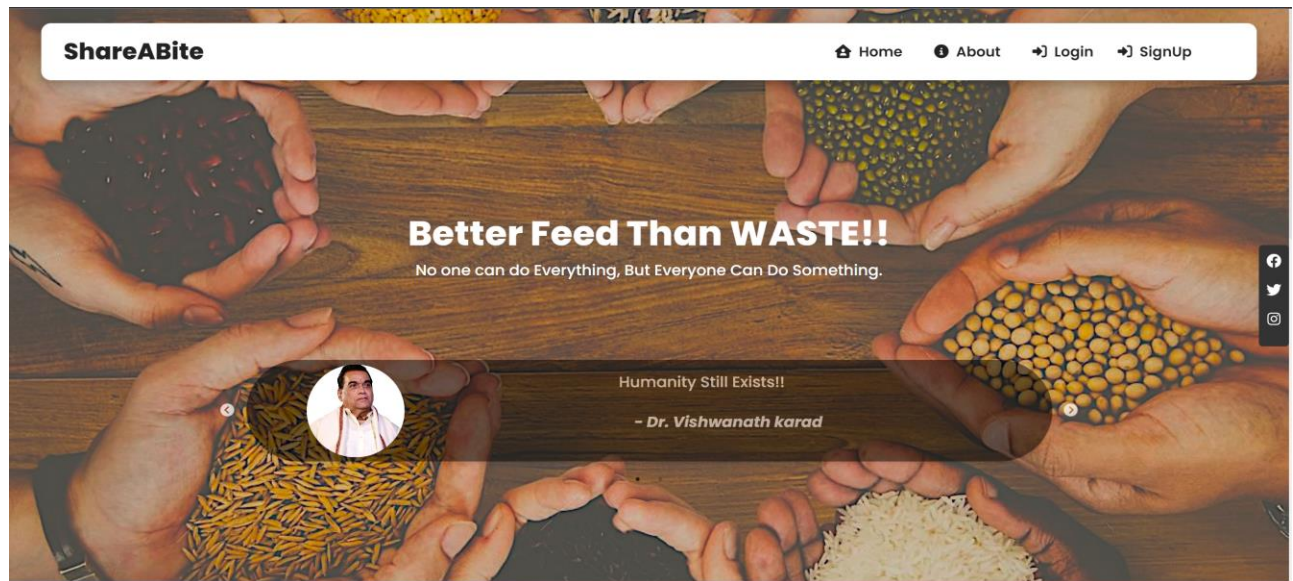 ShareABite
Home About Login SignUp
Better Feed Than WASTE!!
No one can do Everything, But Everyone Can Do Something.
Humanity Still Exists!!
- Dr. Vishwanath karad